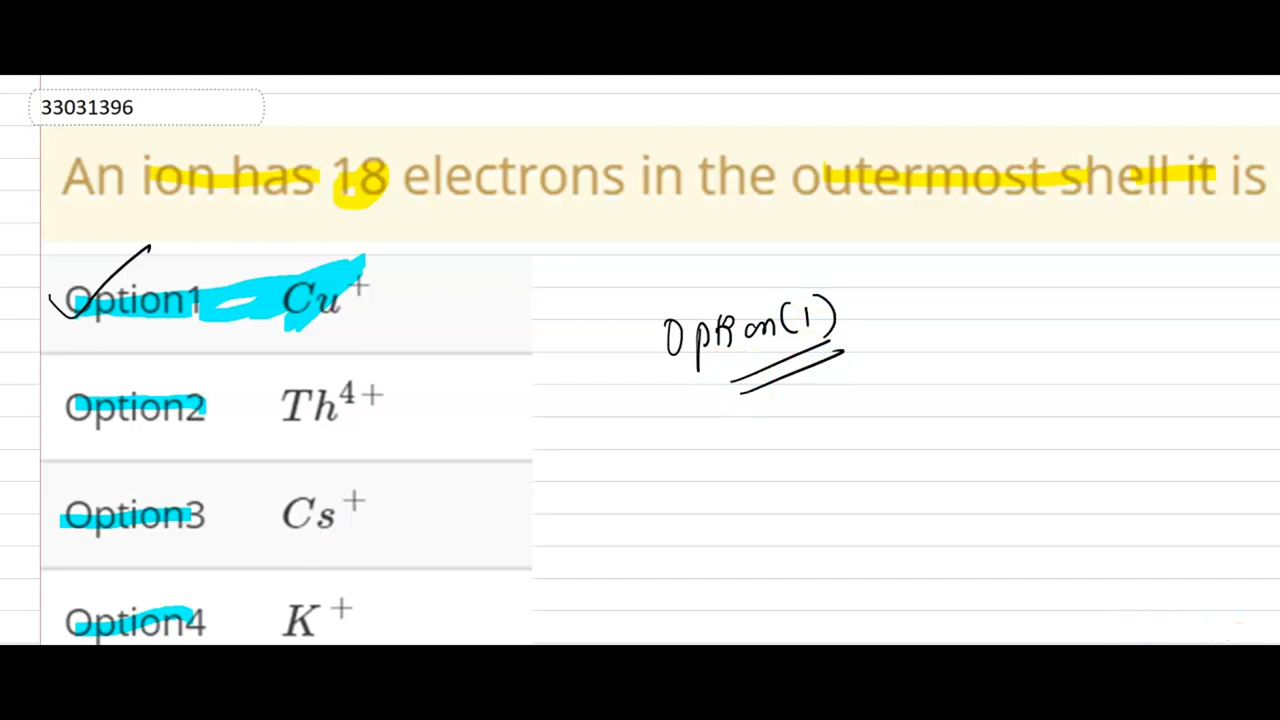 33031396
An ion has 18 electrons in the outermost shell it is
Option1 Cu+
Option(1)
Option2 Th4+
Option3 Cs+
Option4 K+